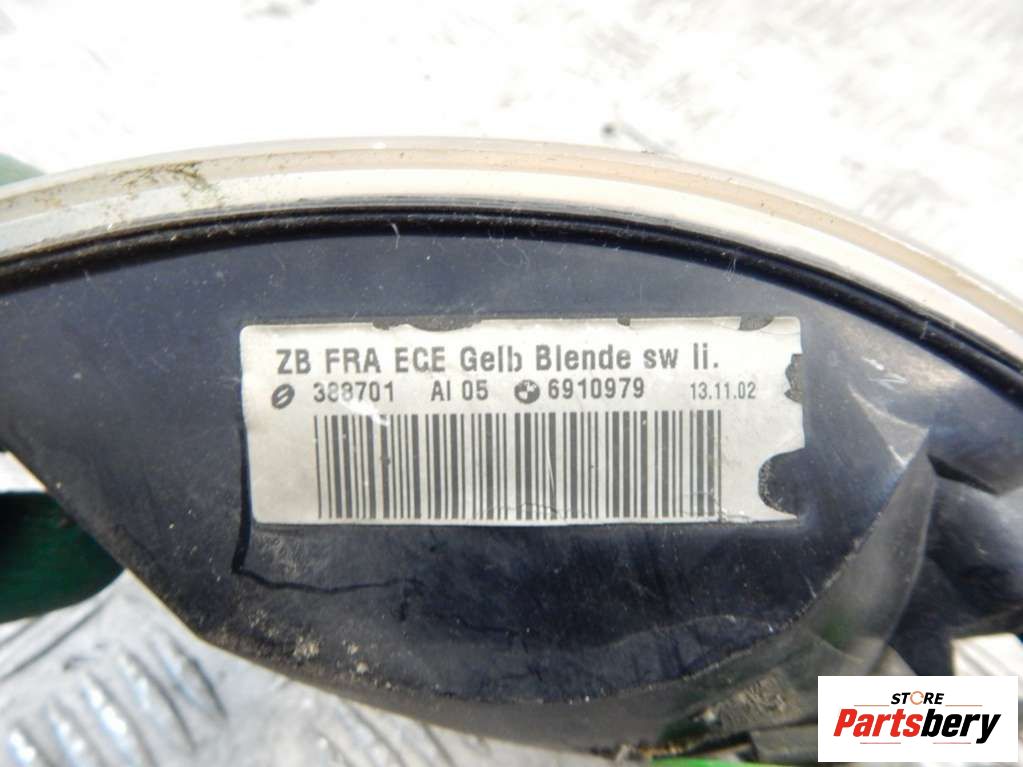 ZB FRA ECE Gelb Blende sw li.
388701 AI 05 6910979 13.11.02
STORE
Partsbery